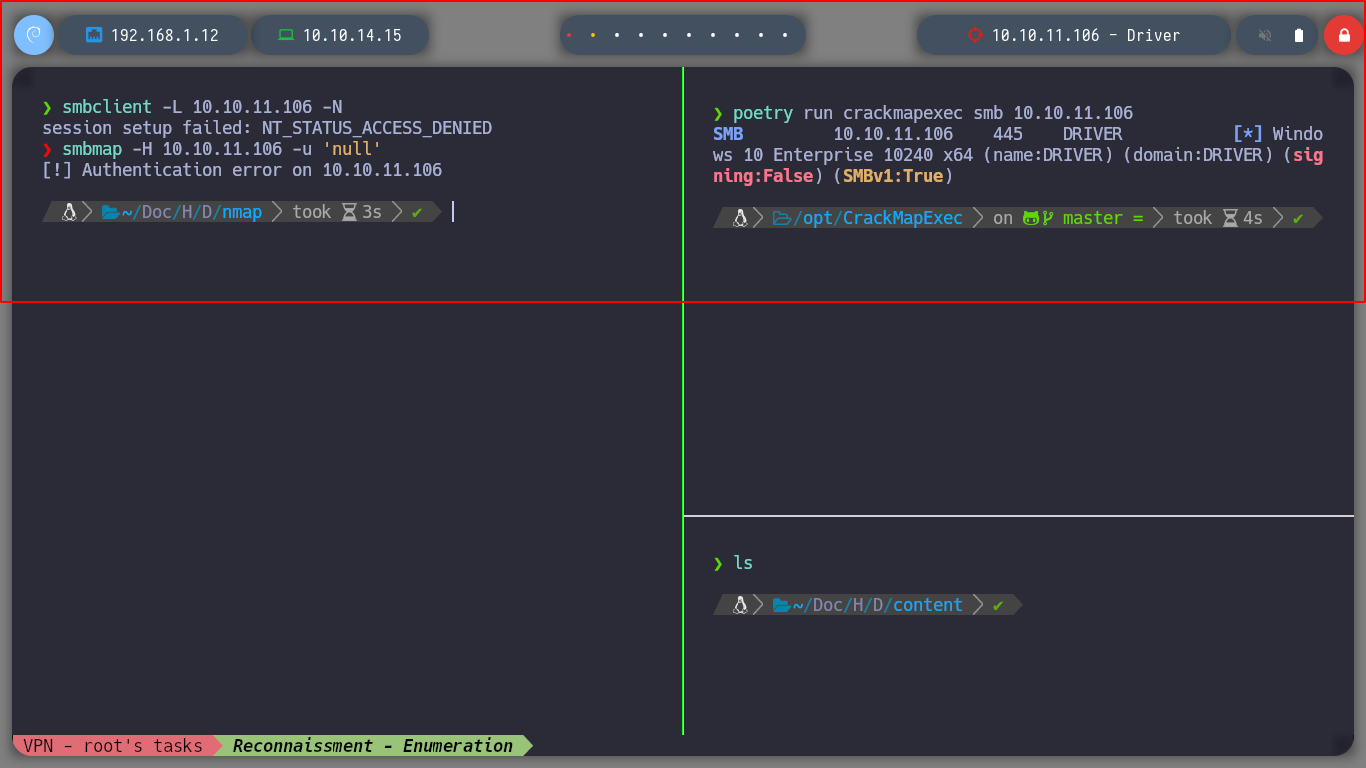 192.168.1.12
10.10.14.15
10.10.11.106 - Driver
❯ smbclient -L 10.10.11.106 -N
session setup failed: NT_STATUS_ACCESS_DENIED
❯ smbmap -H 10.10.11.106 -u 'null'
[!] Authentication error on 10.10.11.106
~/Doc/H/D/nmap took 3s ✔
❯ poetry run crackmapexec smb 10.10.11.106
SMB 10.10.11.106 445 DRIVER [*] Windo
ws 10 Enterprise 10240 x64 (name:DRIVER) (domain:DRIVER) (sig
ning:False) (SMBv1:True)
/opt/CrackMapExec on master = took 4s ✔
❯ ls
~/Doc/H/D/content ✔
VPN - root's tasks Reconnaissment - Enumeration